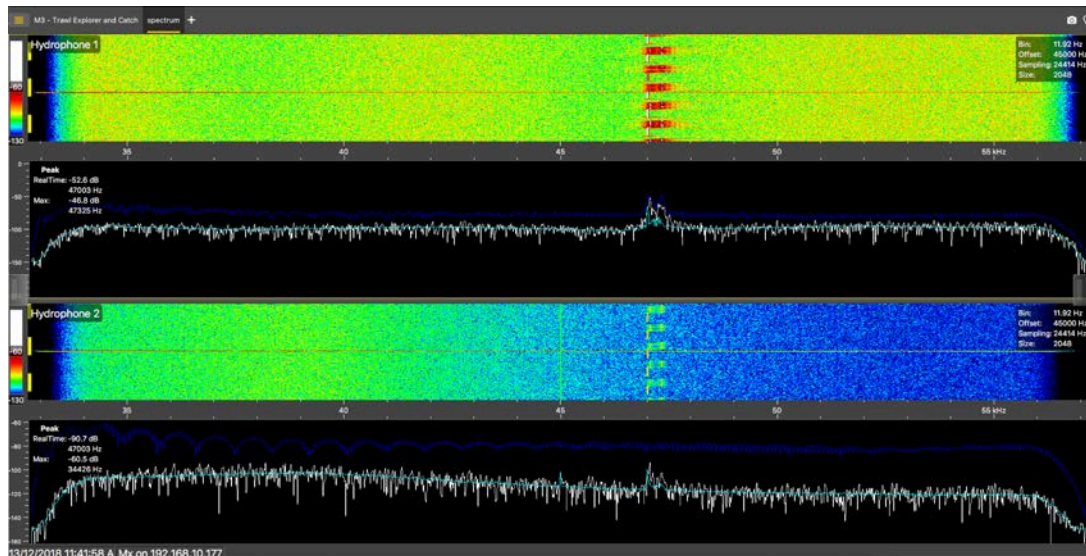 M3 - Trawl Explorer and Catch spectrum +
Hydrophone 1
Bin: 11.92 Hz
Offset: 45000 Hz
Sampling: 24414 Hz
Size: 2048
-60
-130
35 40 45 50 55 kHz
0
Peak
RealTime: -52.6 dB
47003 Hz
Max: -46.8 dB
47325 Hz
-50
-100
-150
Hydrophone 2
Bin: 11.92 Hz
Offset: 45000 Hz
Sampling: 24414 Hz
Size: 2048
-60
-130
35 40 45 50 55 kHz
-60
Peak
RealTime: -90.7 dB
47003 Hz
Max: -60.5 dB
34426 Hz
-80
-100
-120
-140
-160
13/12/2018 11:41:58 A Mx on 192.168.10.177